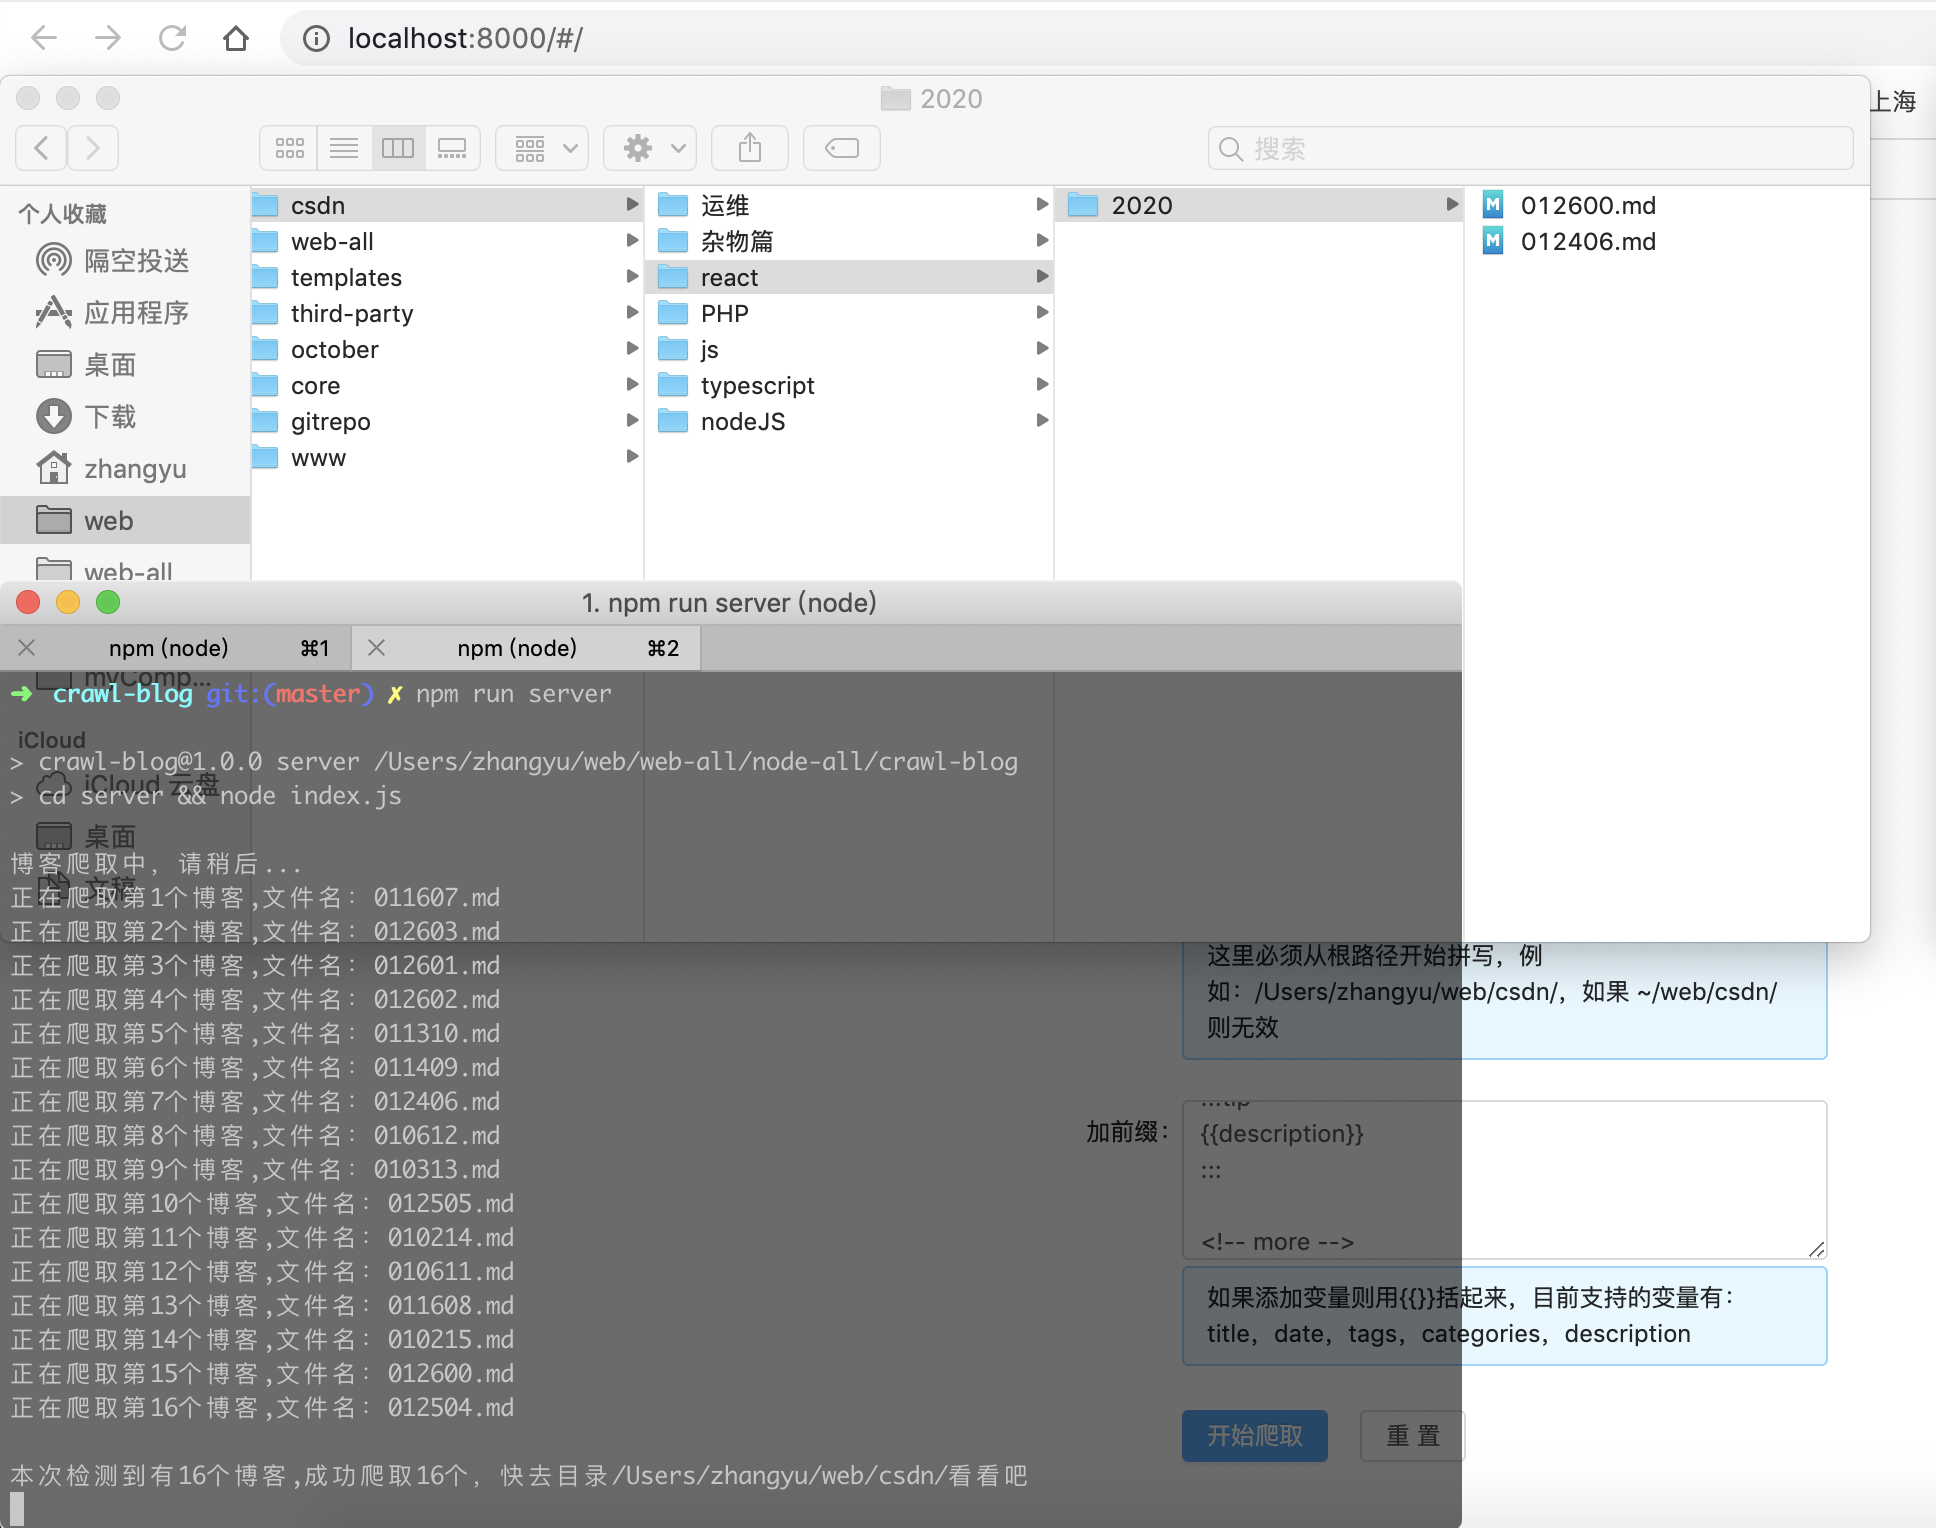 localhost:8000/#/
上海
2020
搜索
个人收藏
隔空投送
应用程序
桌面
下载
zhangyu
web
web-all
csdn
web-all
templates
third-party
october
core
gitrepo
www
运维
杂物篇
react
PHP
js
typescript
nodeJS
2020
012600.md
012406.md
1. npm run server (node)
npm (node) ⌘1
npm (node) ⌘2
myComp...
➜ crawl-blog git:(master) ✗ npm run server
iCloud
> crawl-blog@1.0.0 server /Users/zhangyu/web/web-all/node-all/crawl-blog
iCloud 云盘
> cd server && node index.js
桌面
博客爬取中，请稍后...
文稿
正在爬取第1个博客,文件名：011607.md
正在爬取第2个博客,文件名：012603.md
正在爬取第3个博客,文件名：012601.md
正在爬取第4个博客,文件名：012602.md
正在爬取第5个博客,文件名：011310.md
正在爬取第6个博客,文件名：011409.md
正在爬取第7个博客,文件名：012406.md
正在爬取第8个博客,文件名：010612.md
正在爬取第9个博客,文件名：010313.md
正在爬取第10个博客,文件名：012505.md
正在爬取第11个博客,文件名：010214.md
正在爬取第12个博客,文件名：010611.md
正在爬取第13个博客,文件名：011608.md
正在爬取第14个博客,文件名：010215.md
正在爬取第15个博客,文件名：012600.md
正在爬取第16个博客,文件名：012504.md
本次检测到有16个博客,成功爬取16个，快去目录/Users/zhangyu/web/csdn/看看吧
这里必须从根路径开始拼写，例
如：/Users/zhangyu/web/csdn/，如果 ~/web/csdn/
则无效
加前缀：
:::tip
{{description}}
:::
<!-- more -->
如果添加变量则用{{}}括起来，目前支持的变量有：
title，date，tags，categories，description
开始爬取
重 置